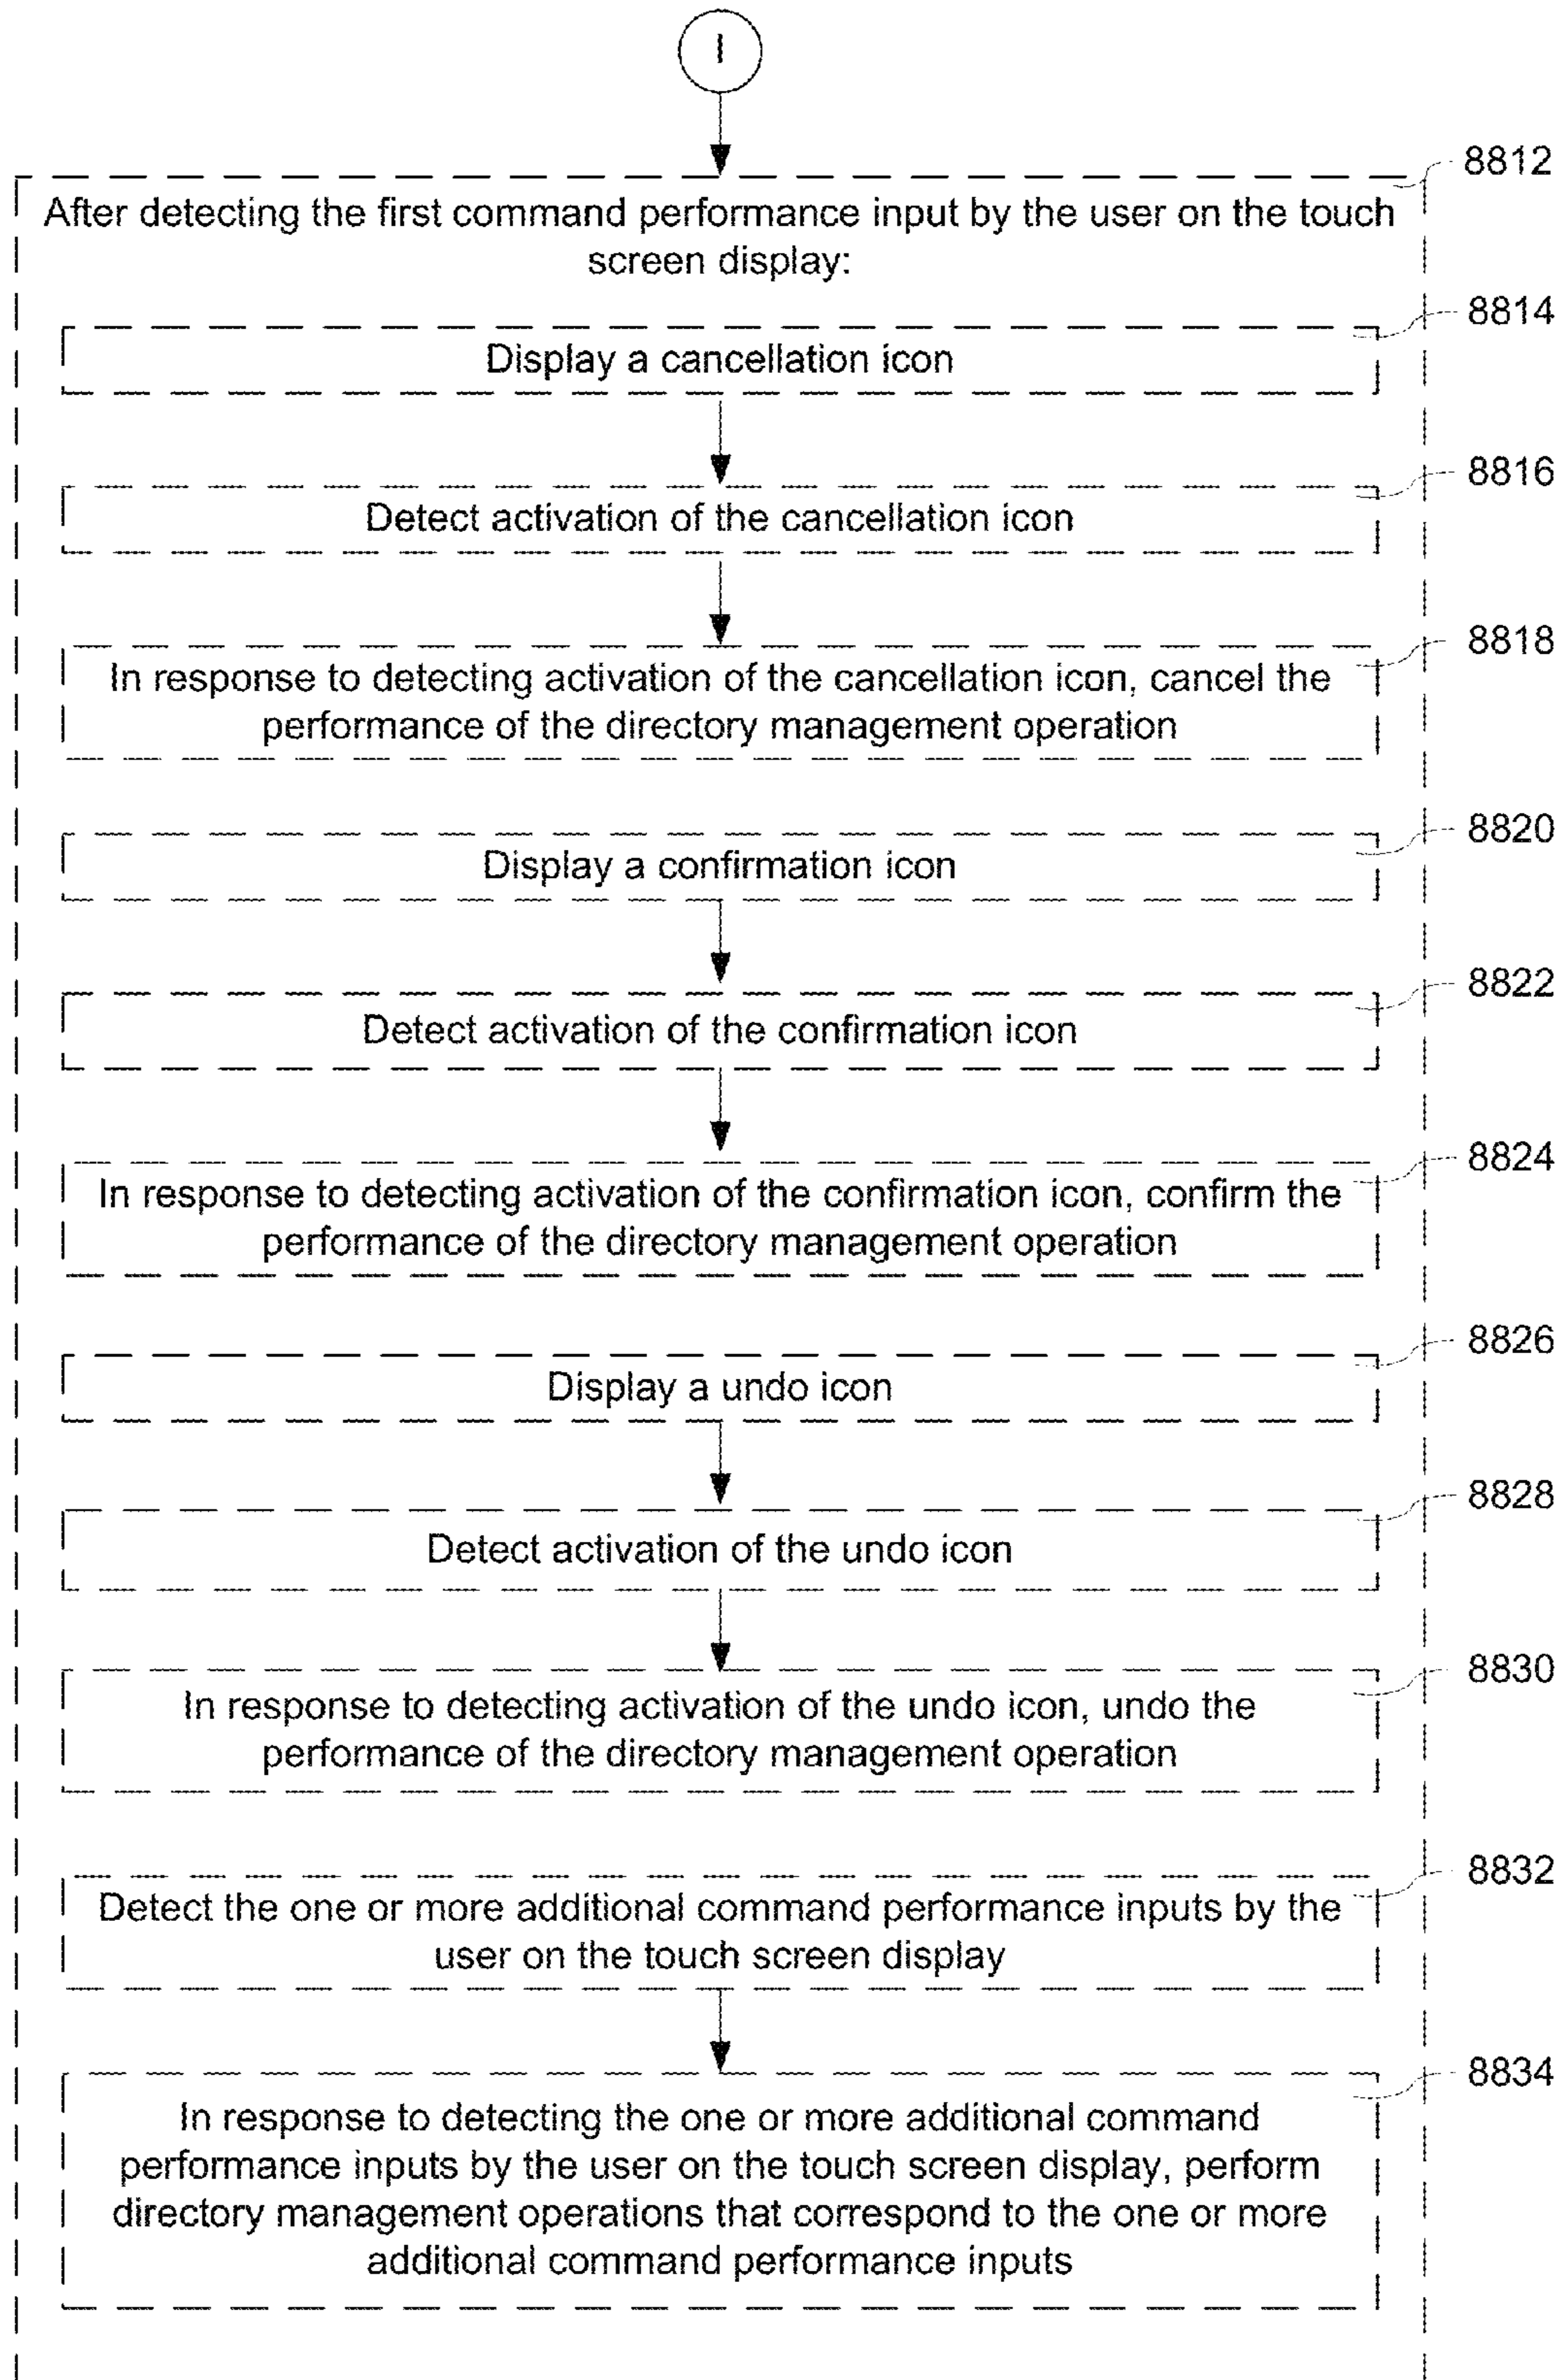 I
8812
After detecting the first command performance input by the user on the touch
screen display:
8814
Display a cancellation icon
8816
Detect activation of the cancellation icon
8818
In response to detecting activation of the cancellation icon, cancel the
performance of the directory management operation
8820
Display a confirmation icon
8822
Detect activation of the confirmation icon
8824
In response to detecting activation of the confirmation icon, confirm the
performance of the directory management operation
8826
Display a undo icon
8828
Detect activation of the undo icon
8830
In response to detecting activation of the undo icon, undo the
performance of the directory management operation
8832
Detect the one or more additional command performance inputs by the
user on the touch screen display
8834
In response to detecting the one or more additional command
performance inputs by the user on the touch screen display, perform
directory management operations that correspond to the one or more
additional command performance inputs